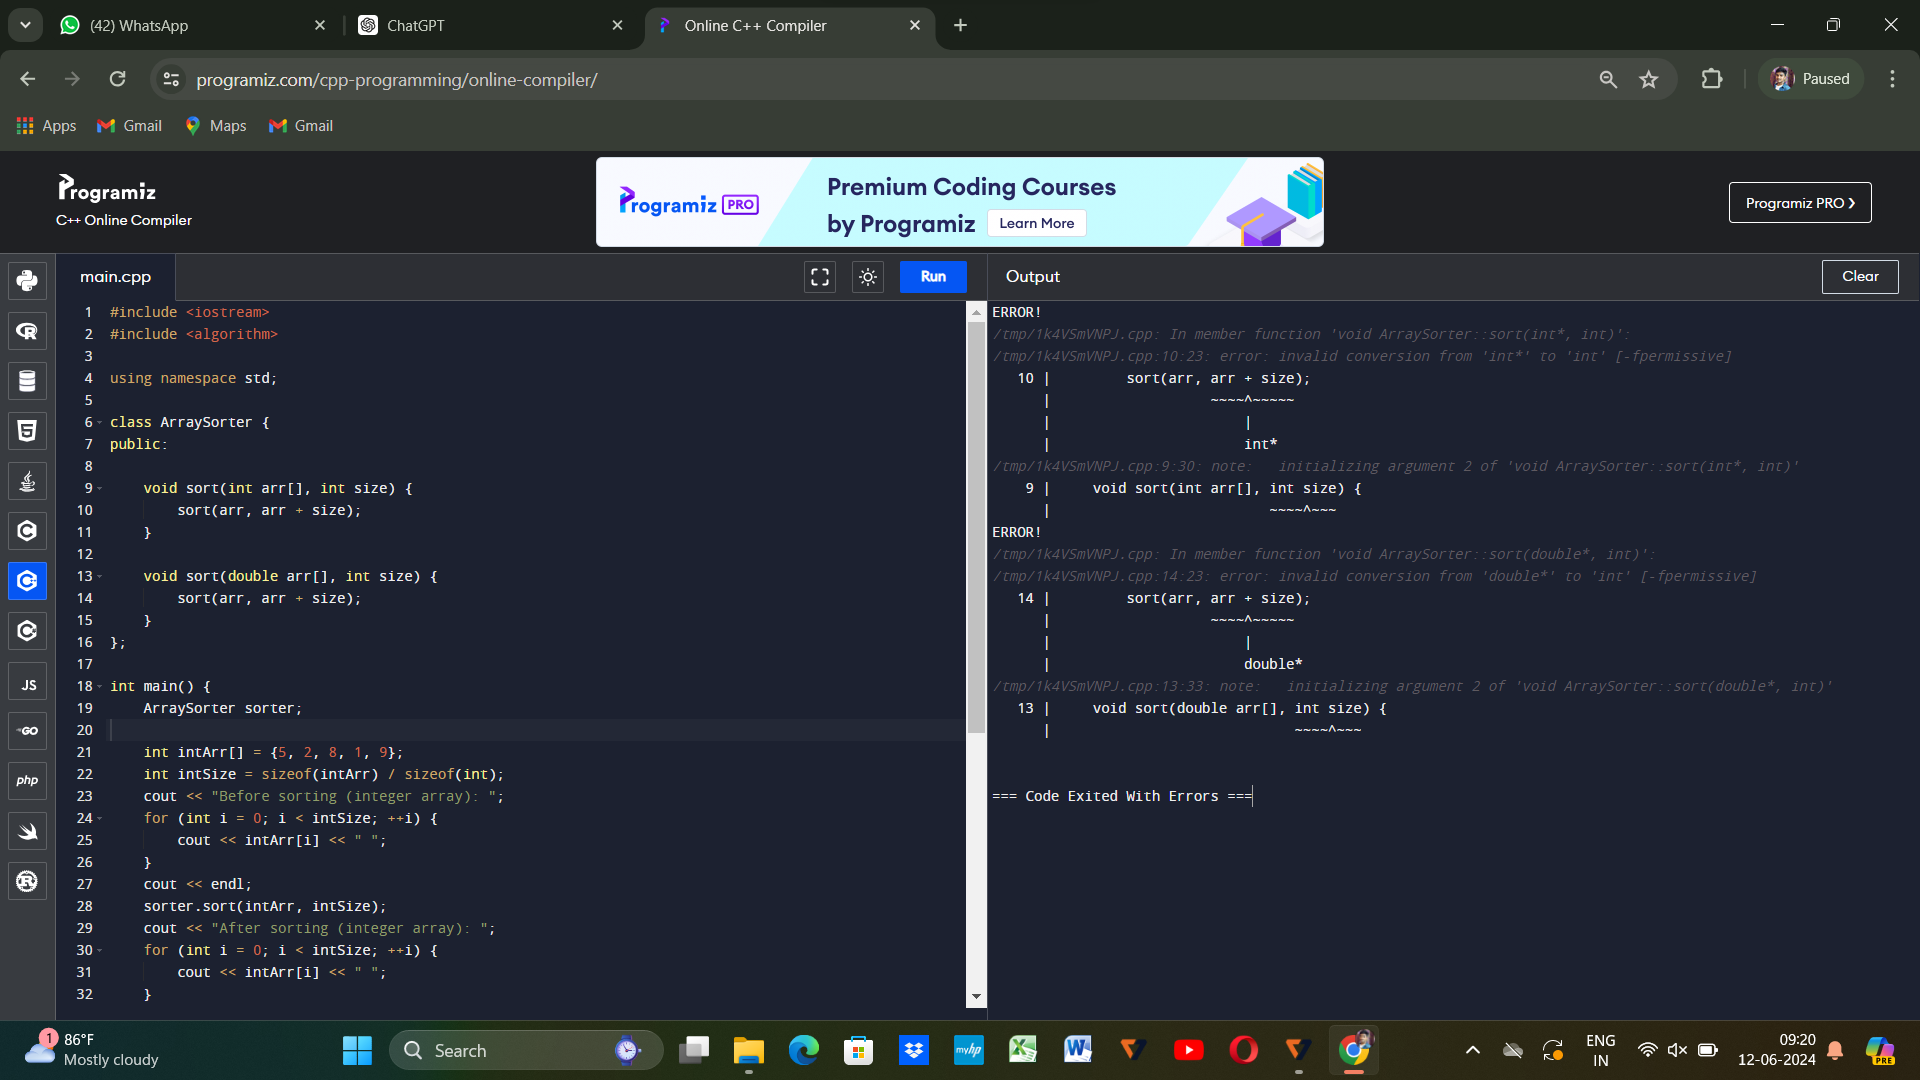 (42) WhatsApp
ChatGPT
Online C++ Compiler
programiz.com/cpp-programming/online-compiler/
Paused
Apps
Gmail
Maps
Gmail
Programiz
C++ Online Compiler
Programiz PRO
Premium Coding Courses
by Programiz
Learn More
Programiz PRO ❯
main.cpp
Run
Output
Clear
JS
GO
php
1 #include <iostream>
2 #include <algorithm>
3
4 using namespace std;
5
6 class ArraySorter {
7 public:
8
9     void sort(int arr[], int size) {
10         sort(arr, arr + size);
11     }
12
13     void sort(double arr[], int size) {
14         sort(arr, arr + size);
15     }
16 };
17
18 int main() {
19     ArraySorter sorter;
20
21     int intArr[] = {5, 2, 8, 1, 9};
22     int intSize = sizeof(intArr) / sizeof(int);
23     cout << "Before sorting (integer array): ";
24     for (int i = 0; i < intSize; ++i) {
25         cout << intArr[i] << " ";
26     }
27     cout << endl;
28     sorter.sort(intArr, intSize);
29     cout << "After sorting (integer array): ";
30     for (int i = 0; i < intSize; ++i) {
31         cout << intArr[i] << " ";
32     }
ERROR!
/tmp/1k4VSmVNPJ.cpp: In member function 'void ArraySorter::sort(int*, int)':
/tmp/1k4VSmVNPJ.cpp:10:23: error: invalid conversion from 'int*' to 'int' [-fpermissive]
   10 |         sort(arr, arr + size);
      |                   ~~~~^~~~~~
      |                       |
      |                       int*
/tmp/1k4VSmVNPJ.cpp:9:30: note:   initializing argument 2 of 'void ArraySorter::sort(int*, int)'
    9 |     void sort(int arr[], int size) {
      |                          ~~~~^~~~
ERROR!
/tmp/1k4VSmVNPJ.cpp: In member function 'void ArraySorter::sort(double*, int)':
/tmp/1k4VSmVNPJ.cpp:14:23: error: invalid conversion from 'double*' to 'int' [-fpermissive]
   14 |         sort(arr, arr + size);
      |                   ~~~~^~~~~~
      |                       |
      |                       double*
/tmp/1k4VSmVNPJ.cpp:13:33: note:   initializing argument 2 of 'void ArraySorter::sort(double*, int)'
   13 |     void sort(double arr[], int size) {
      |                             ~~~~^~~~
=== Code Exited With Errors ===
1
86°F
Mostly cloudy
Search
myhp
ENG
IN
09:20
12-06-2024
PRE